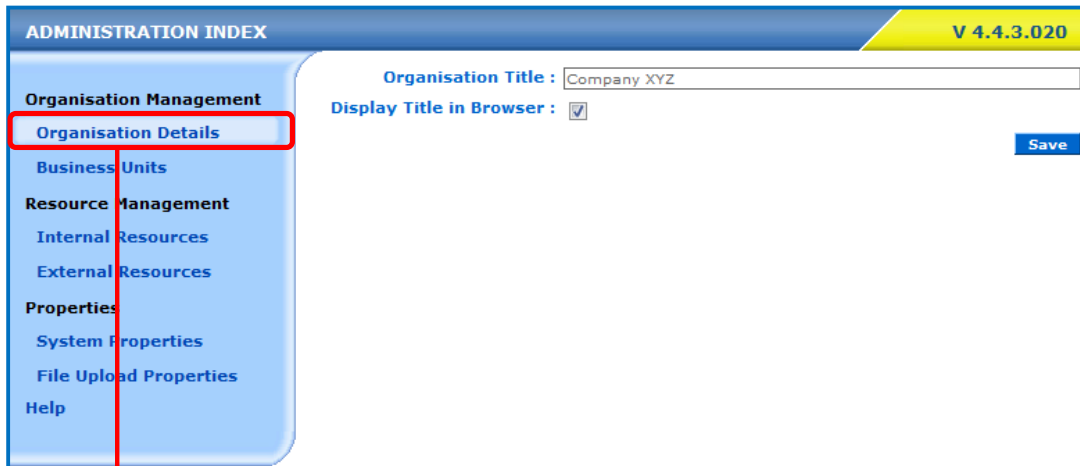 ADMINISTRATION INDEX
V 4.4.3.020
Organisation Management
Organisation Details
Business Units
Resource Management
Internal Resources
External Resources
Properties
System Properties
File Upload Properties
Help
Organisation Title : Company XYZ
Display Title in Browser :
Save